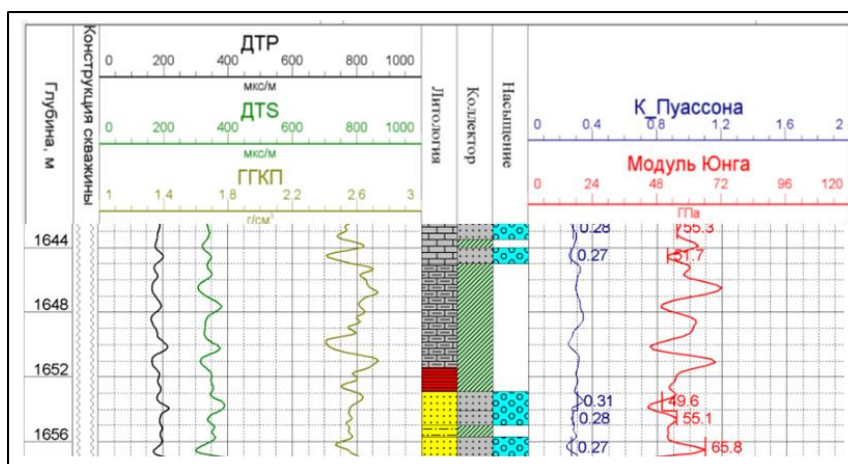 Глубина, м
Конструкция скважины
ДТР
200 400 600 800 1000
мкс/м
ДТS
200 400 600 800 1000
мкс/м
ГГКП
1 1.4 1.8 2.2 2.6 3
г/см³
Литология
Коллектор
Насыщение
К_Пуассона
0 0.4 0.8 1.2 1.6 2
Модуль Юнга
0 24 48 72 96 120
ГПа
1644
1648
1652
1656
0.28 55.3
0.27 51.7
0.31 49.6
0.28 55.1
0.27 65.8